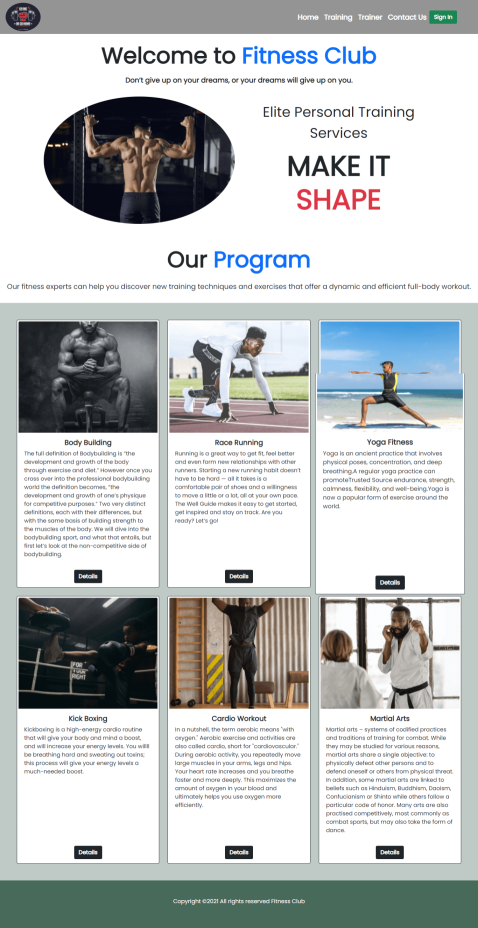 Home Training Trainer Contact Us Sign In
Welcome to Fitness Club
Don't give up on your dreams, or your dreams will give up on you.
Elite Personal Training
Services
MAKE IT
SHAPE
Our Program
Our fitness experts can help you discover new training techniques and exercises that offer a dynamic and efficient full-body workout.
Body Building
The full definition of Bodybuilding is "the
development and growth of the body
through exercise and diet." However once you
cross over into the professional bodybuilding
world the definition becomes, "the
development and growth of one's physique
for competitive purposes." Two very distinct
definitions, each with their differences, but
with the same basis of building strength to
the muscles of the body. We will dive into the
bodybuilding sport, and what that entails, but
first let's look at the non-competitive side of
bodybuilding.
Details
Race Running
Running is a great way to get fit, feel better
and even form new relationships with other
runners. Starting a new running habit doesn't
have to be hard — all it takes is a
comfortable pair of shoes and a willingness
to move a little or a lot, all at your own pace.
The Well Guide makes it easy to get started,
get inspired and stay on track. Are you
ready? Let's go!
Details
Yoga Fitness
Yoga is an ancient practice that involves
physical poses, concentration, and deep
breathing.A regular yoga practice can
promoteTrusted Source endurance, strength,
calmness, flexibility, and well-being.Yoga is
now a popular form of exercise around the
world.
Details
FOR
YOUR
RIGHT
Kick Boxing
Kickboxing is a high-energy cardio routine
that will give your body and mind a boost,
and will increase your energy levels. You willl
be breathing hard and sweating out toxins;
this process will give your energy levels a
much-needed boost.
Details
Cardio Workout
In a nutshell, the term aerobic means "with
oxygen." Aerobic exercise and activities are
also called cardio, short for "cardiovascular."
During aerobic activity, you repeatedly move
large muscles in your arms, legs and hips.
Your heart rate increases and you breathe
faster and more deeply. This maximizes the
amount of oxygen in your blood and
ultimately helps you use oxygen more
efficiently.
Details
Martial Arts
Martial arts – systems of codified practices
and traditions of training for combat. While
they may be studied for various reasons,
martial arts share a single objective: to
physically defeat other persons and to
defend oneself or others from physical threat.
In addition, some martial arts are linked to
beliefs such as Hinduism, Buddhism, Daoism,
Confucianism or Shinto while others follow a
particular code of honor. Many arts are also
practised competitively, most commonly as
combat sports, but may also take the form of
dance.
Details
Copyright ©2021 All rights reserved Fitness Club